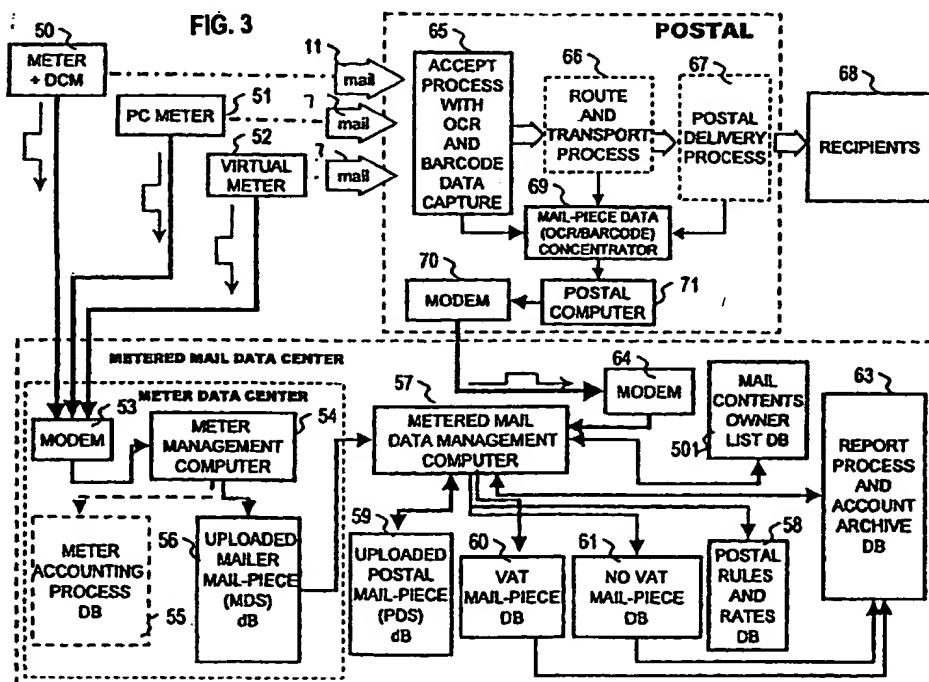 FIG. 3
50
METER
+ DCM
11
mail
51
PC METER
7
mail
52
VIRTUAL
METER
7
mail
POSTAL
65
ACCEPT
PROCESS
WITH
OCR
AND
BARCODE
DATA
CAPTURE
66
ROUTE
AND
TRANSPORT
PROCESS
67
POSTAL
DELIVERY
PROCESS
68
RECIPIENTS
69
MAIL-PIECE DATA
(OCR/BARCODE)
CONCENTRATOR
70
MODEM
71
POSTAL
COMPUTER
METERED MAIL DATA CENTER
METER DATA CENTER
53
MODEM
54
METER
MANAGEMENT
COMPUTER
METER
ACCOUNTING
PROCESS
DB
55
56
UPLOADED
MAILER
MAIL-PIECE
(MDS)
dB
57
METERED MAIL
DATA MANAGEMENT
COMPUTER
64
MODEM
MAIL
CONTENTS
OWNER
LIST DB
501
63
REPORT
PROCESS
AND
ACCOUNT
ARCHIVE
DB
59
UPLOADED
POSTAL
MAIL-PIECE
(PDS)
dB
60
VAT
MAIL-PIECE
DB
61
NO VAT
MAIL-PIECE
DB
58
POSTAL
RULES
AND
RATES
DB